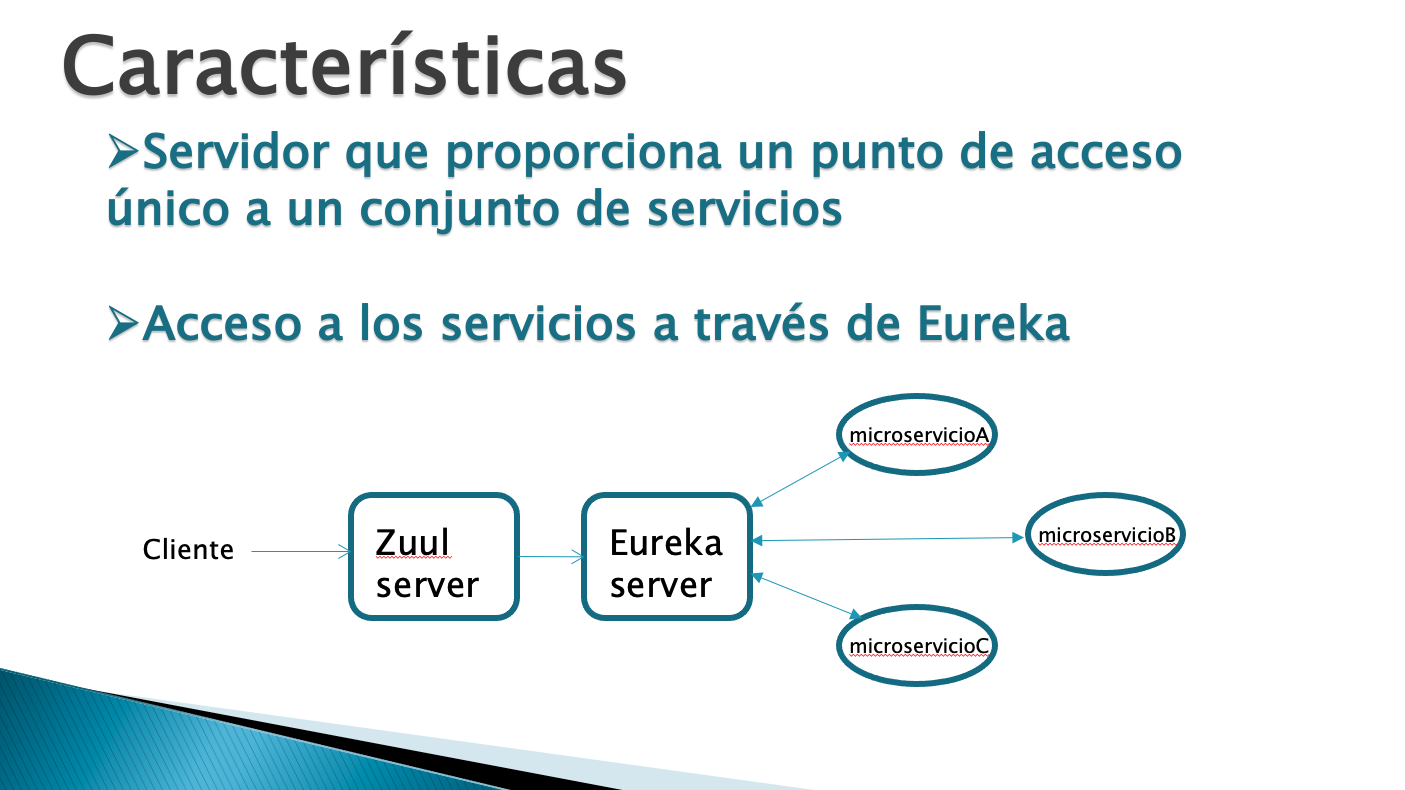 Características
➢Servidor que proporciona un punto de acceso
único a un conjunto de servicios
➢Acceso a los servicios a través de Eureka
microservicioA
Cliente
Zuul
server
Eureka
server
microservicioB
microservicioC